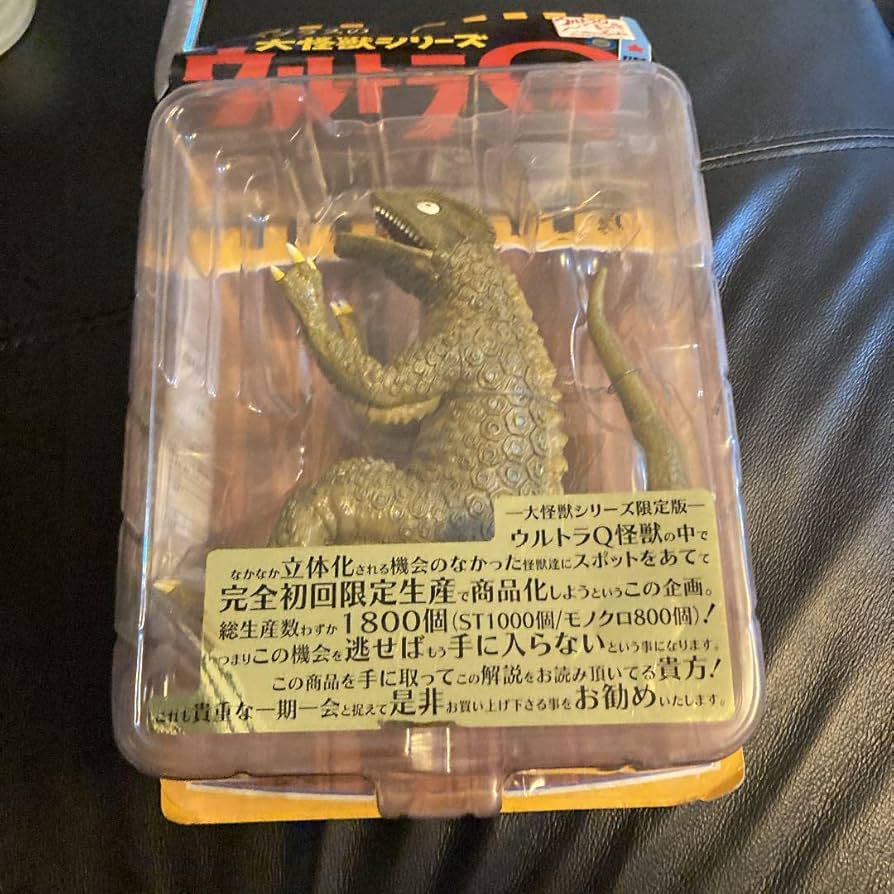 大怪獣シリーズ
ウルトラQ
―大怪獣シリーズ限定版―
ウルトラQ怪獣の中で
なかなか立体化される機会のなかった怪獣達にスポットをあてて
完全初回限定生産で商品化しようというこの企画。
総生産数わずか1800個(ST1000個/モノクロ800個)!
つまりこの機会を逃せばもう手に入らないという事になります。
この商品を手に取ってこの解説をお読み頂いてる貴方!
これも貴重な一期一会と捉えて是非お買い上げ下さる事をお勧めいたします。